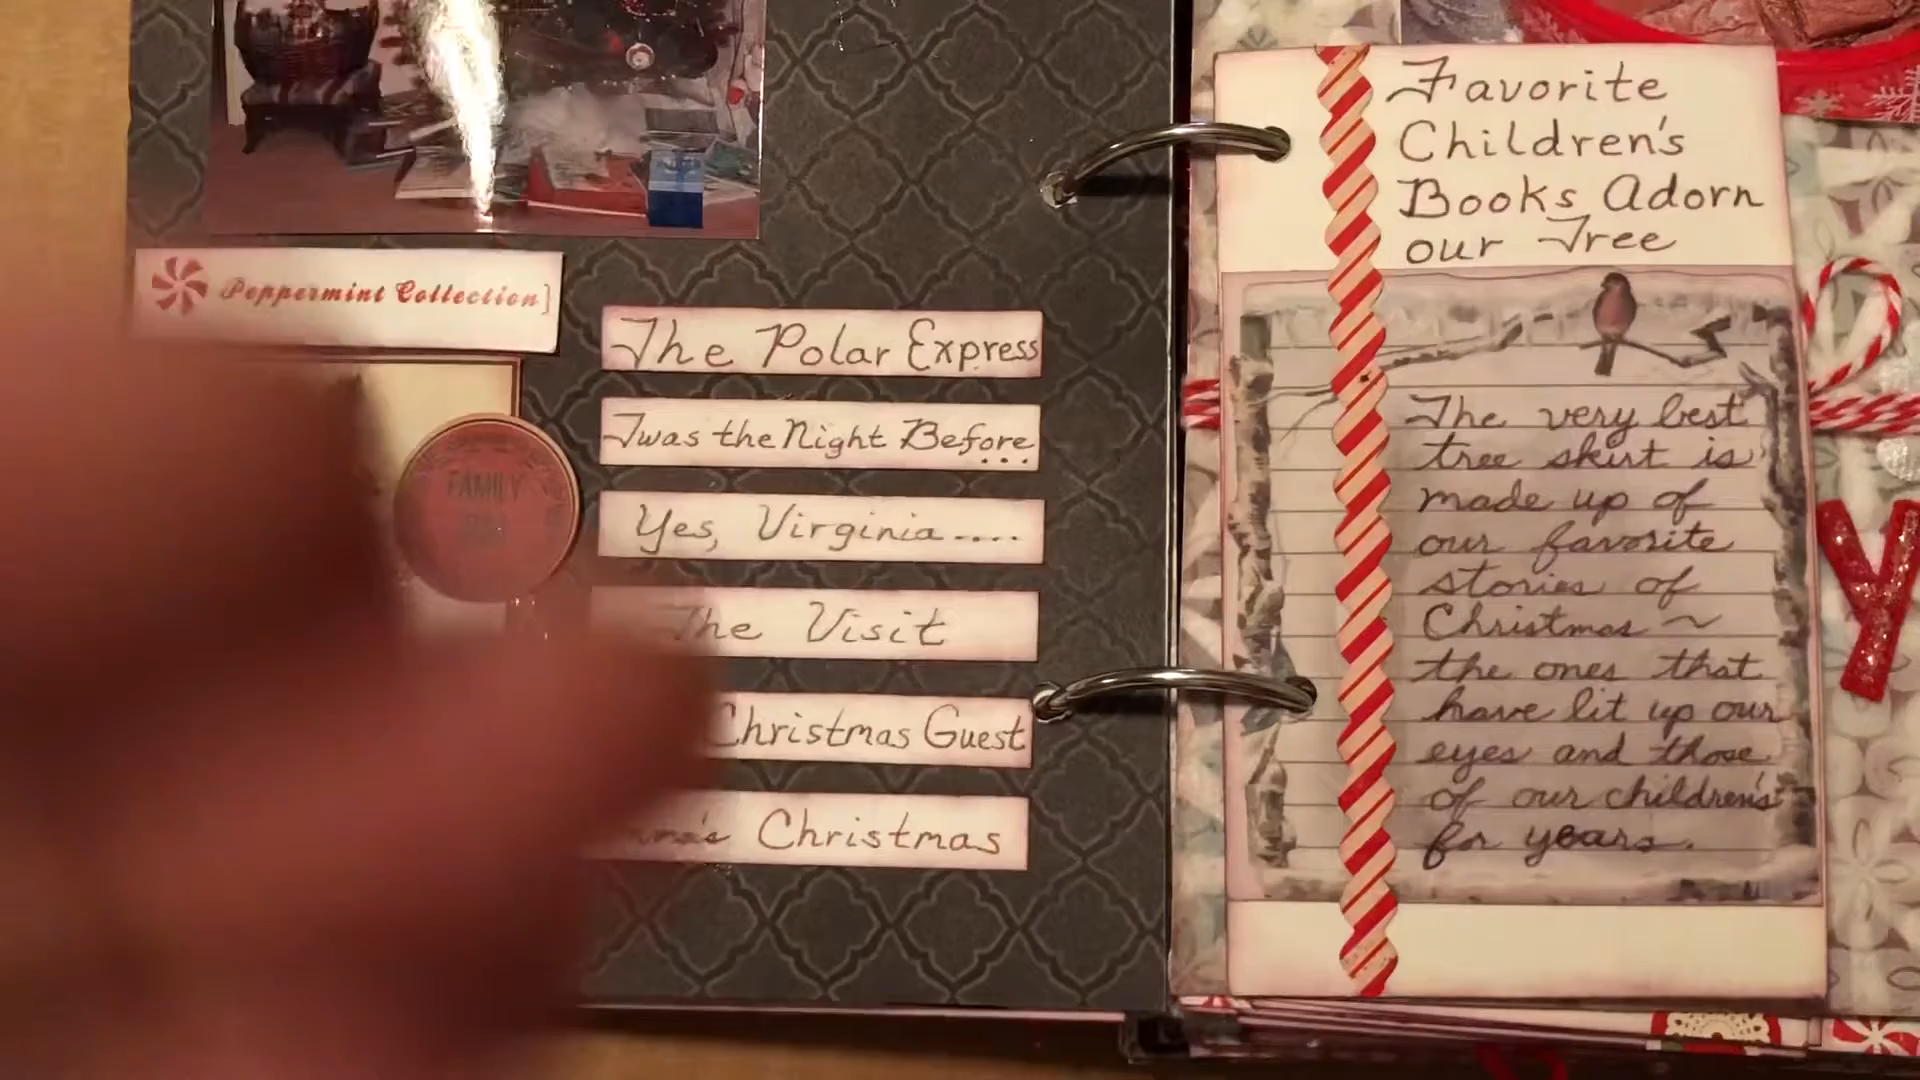 Peppermint Collection
FAMILY
The Polar Express
Twas the Night Before...
Yes, Virginia.....
The Visit
Christmas Guest
Christmas
Favorite
Children's
Books Adorn
our Tree
The very best
tree skirt is
made up of
our favorite
stories of
Christmas ~
the ones that
have lit up our
eyes and those
of our children's
for years.
Y